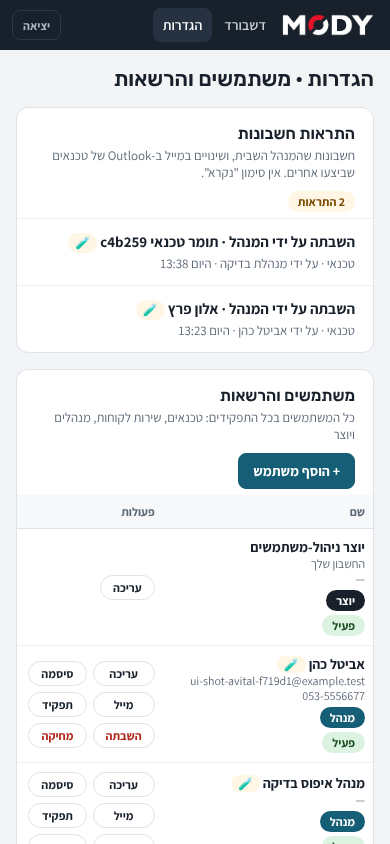 MODY
דשבורד
הגדרות
יציאה
הגדרות • משתמשים והרשאות
התראות חשבונות
חשבונות שהמנהל השבית, ושינויים במייל ב-Outlook של טכנאים
שביצעו אחרים. אין סימון "נקרא".
2 התראות
השבתה על ידי המנהל · תומר טכנאי c4b259 🧪
טכנאי · על ידי מנהלת בדיקה · היום 13:38
השבתה על ידי המנהל · אלון פרץ 🧪
טכנאי · על ידי אביטל כהן · היום 13:23
משתמשים והרשאות
כל המשתמשים בכל התפקידים: טכנאים, שירות לקוחות, מנהלים
ויוצר
+ הוסף משתמש
שם
פעולות
יוצר ניהול-משתמשים
החשבון שלך
—
יוצר
פעיל
עריכה
אביטל כהן 🧪
ui-shot-avital-f719d1@example.test
053-5556677
מנהל
פעיל
עריכה
סיסמה
מייל
תפקיד
השבתה
מחיקה
מנהל איפוס בדיקה 🧪
—
מנהל
עריכה
סיסמה
מייל
תפקיד